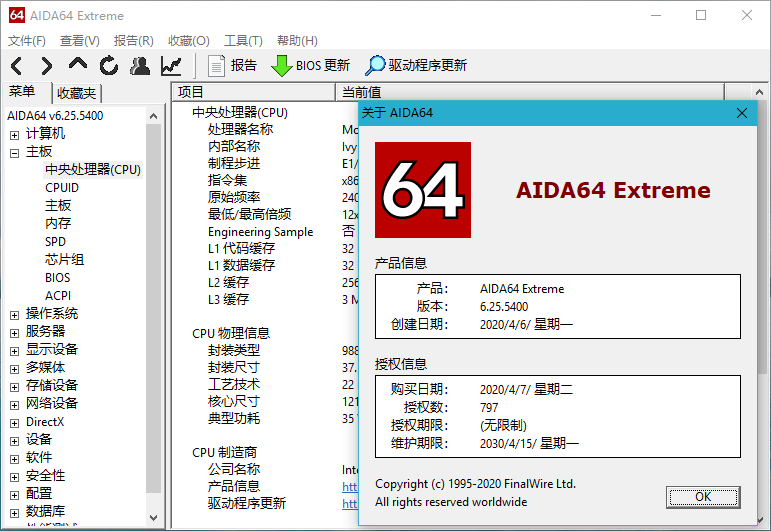 64 AIDA64 Extreme
文件(F) 查看(V) 报告(R) 收藏(O) 工具(T) 帮助(H)
报告 BIOS 更新 驱动程序更新
菜单 收藏夹
项目 当前值
AIDA64 v6.25.5400
计算机
主板
中央处理器(CPU)
CPUID
主板
内存
SPD
芯片组
BIOS
ACPI
操作系统
服务器
显示设备
多媒体
存储设备
网络设备
DirectX
设备
软件
安全性
配置
数据库
中央处理器(CPU)
处理器名称 Mo
内部名称 Ivy
制程步进 E1/
指令集 x86
原始频率 240
最低/最高倍频 12x
Engineering Sample 否
L1 代码缓存 32
L1 数据缓存 32
L2 缓存 256
L3 缓存 3 M
CPU 物理信息
封装类型 988
封装尺寸 37.
工艺技术 22
核心尺寸 121
典型功耗 35
CPU 制造商
公司名称 Inte
产品信息 htt
驱动程序更新 htt
关于 AIDA64
64
AIDA64 Extreme
产品信息
产品: AIDA64 Extreme
版本: 6.25.5400
创建日期: 2020/4/6/ 星期一
授权信息
购买日期: 2020/4/7/ 星期二
授权数: 797
授权期限: (无限制)
维护期限: 2030/4/15/ 星期一
Copyright (c) 1995-2020 FinalWire Ltd.
All rights reserved worldwide
OK